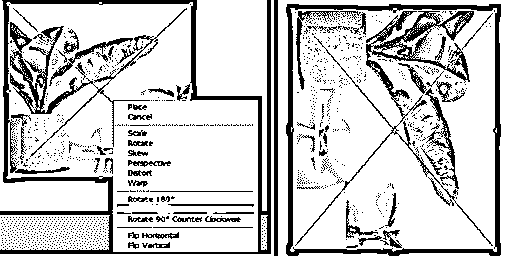 Place
Cancel
Scale
Rotate
Skew
Perspective
Distort
Warp
Rotate 180°
Rotate 90° Counter Clockwise
Flip Horizontal
Flip Vertical